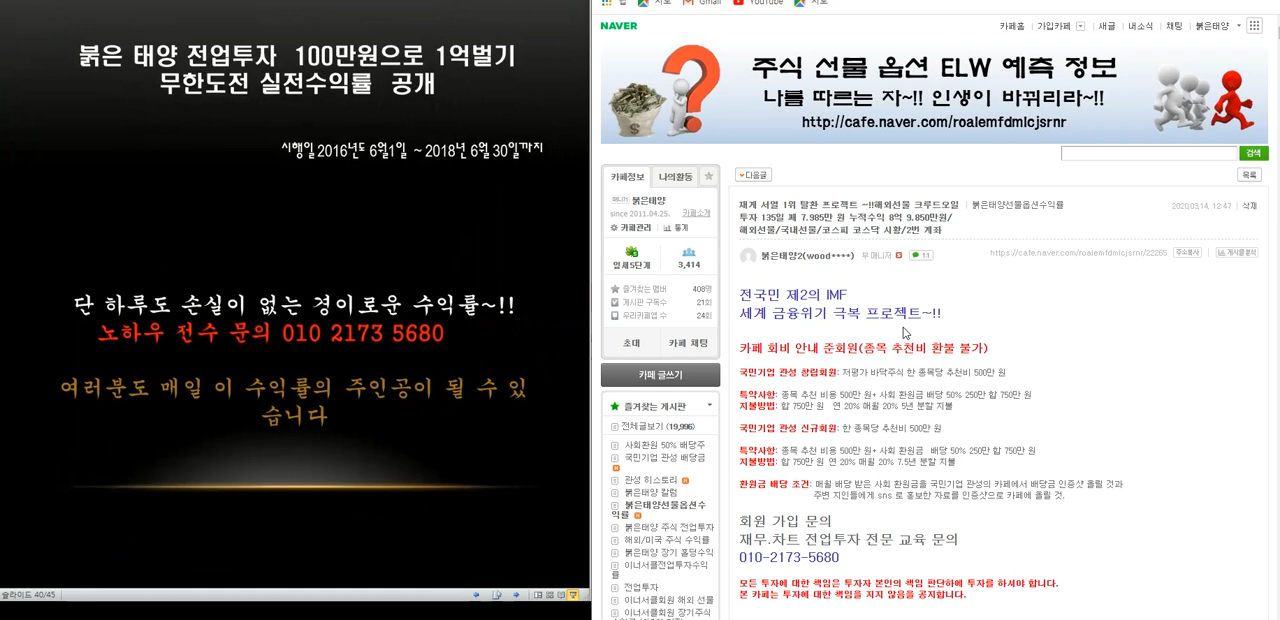 붉은 태양 전업투자 100만원으로 1억벌기
무한도전 실전수익률 공개
시행일 2016년도 6월1일 ~ 2018년 6월 30일까지
단 하루도 손실이 없는 경이로운 수익률~!!
노하우 전수 문의 010 2173 5680
여러분도 매일 이 수익률의 주인공이 될 수 있
습니다
슬라이드 40/45
Gmail
YouTube
지도
NAVER
카페홈
가입카페
새글
내소식
채팅
붉은태양
주식 선물 옵션 ELW 예측 정보
나를 따르는 자~!! 인생이 바뀌리라~!!
http://cafe.naver.com/roalemfdmlcjsrnr
검색
카페정보
나의활동
매니저 붉은태양
since 2011.04.25.
카페소개
카페관리
통계
잎새5단계
3,414
즐겨찾는 멤버 408명
게시판 구독수 21회
우리카페앱 수 24회
초대
카페 채팅
카페 글쓰기
즐겨찾는 게시판
전체글보기 (19,996)
사회환원 50% 배당주
국민기업 관성 배당금
관성 히스토리
붉은태양 칼럼
붉은태양선물옵션수
익률
붉은태양 주식 전업투자
해외/미국 주식 수익률
붉은태양 장기 홀딩수익
이너서클전업투자수익
률
전업투자
이너서클회원 해외 선물
이너서클회원 장기주식
다음글
목록
재계 서열 1위 탈환 프로젝트 ~!!해외선물 크루드오일 | 붉은태양선물옵션수익률
2020.03.14. 12:47 | 삭제
투자 135일 째 7.985만 원 누적수익 8억 9.850만원/
해외선물/국내선물/코스피 코스닥 시황/2번 계좌
붉은태양2(wood****) 부매니저
11
https://cafe.naver.com/roalemfdmlcjsrnr/22265
주소복사
게시글 분석
전국민 제2의 IMF
세계 금융위기 극복 프로젝트~!!
카페 회비 안내 준회원(종목 추천비 환불 불가)
국민기업 관성 창립회원: 저평가 바닥주식 한 종목당 추천비 500만 원
특약사항: 종목 추천 비용 500만 원+ 사회 환원금 배당 50% 250만 합 750만 원
지불방법: 합 750만 원 연 20% 매월 20% 5년 분할 지불
국민기업 관성 신규회원: 한 종목당 추천비 500만 원
특약사항: 종목 추천 비용 500만 원+ 사회 환원금 배당 50% 250만 합 750만 원
지불방법: 합 750만 원 연 20% 매월 20% 7.5년 분할 지불
환원금 배당 조건: 매월 배당 받은 사회 환원금을 국민기업 관성의 카페에서 배당금 인증샷 올릴 것과
주변 지인들에게 sns 로 홍보한 자료를 인증샷으로 카페에 올릴 것.
회원 가입 문의
재무.차트 전업투자 전문 교육 문의
010-2173-5680
모든 투자에 대한 책임은 투자자 본인의 책임 판단하에 투자를 하셔야 합니다.
본 카페는 투자에 대한 책임을 지지 않음을 공지합니다.